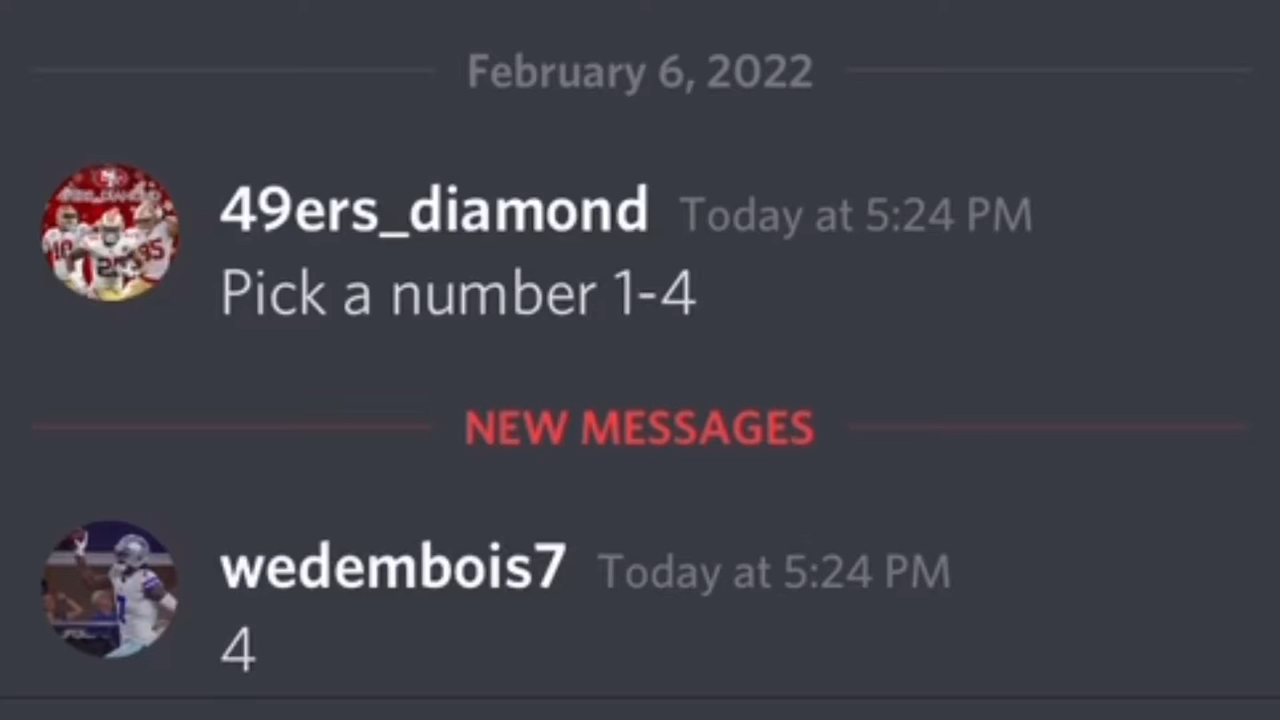 February 6, 2022
49ers_diamond Today at 5:24 PM
Pick a number 1-4
NEW MESSAGES
wedembois7 Today at 5:24 PM
4